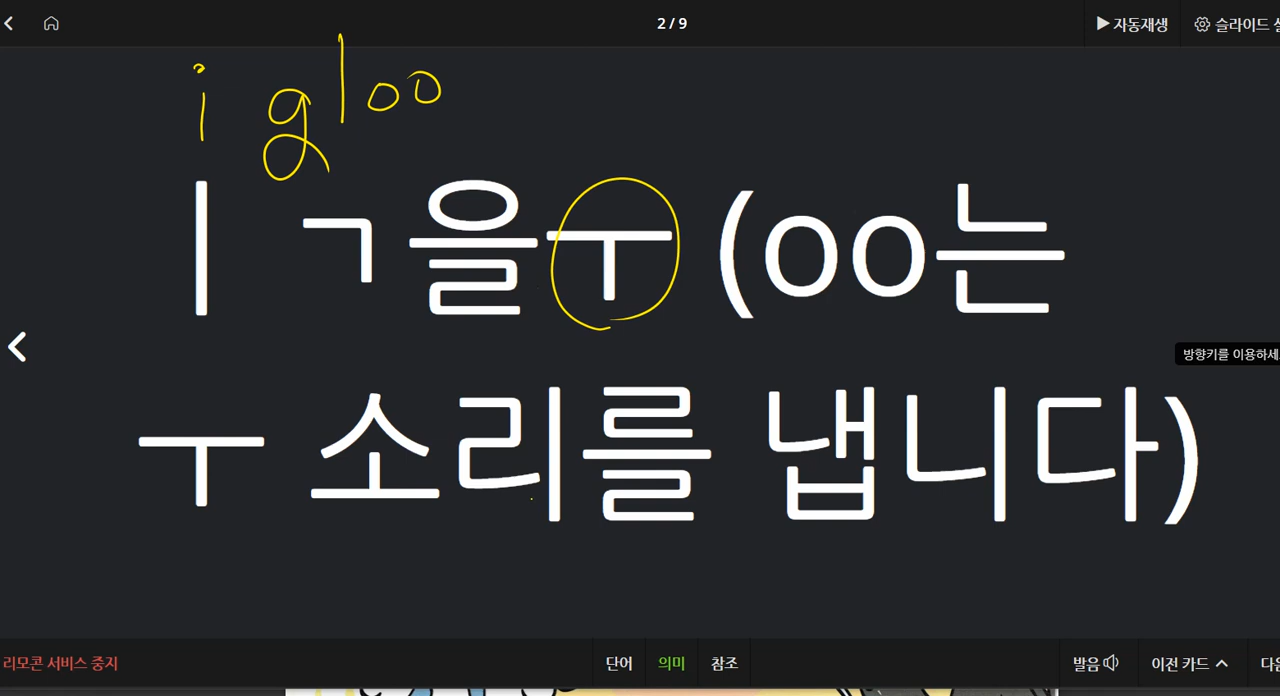 2 / 9
▶ 자동재생
슬라이드
igloo
ㅣ ㄱ을ㅜ (oo는
ㅜ 소리를 냅니다)
방향키를 이용하세
리모콘 서비스 중지
단어
의미
참조
발음
이전 카드
다음